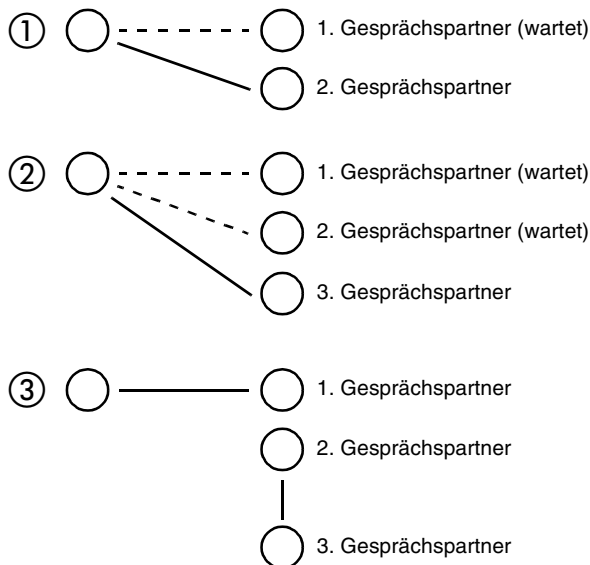 ① 1. Gesprächspartner (wartet)
2. Gesprächspartner
② 1. Gesprächspartner (wartet)
2. Gesprächspartner (wartet)
3. Gesprächspartner
③ 1. Gesprächspartner
2. Gesprächspartner
3. Gesprächspartner